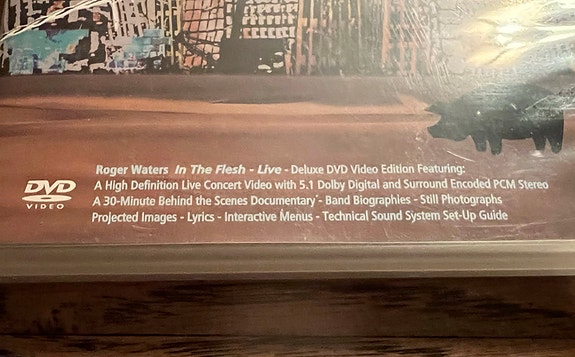 Roger Waters In The Flesh - Live - Deluxe DVD Video Edition Featuring:
A High Definition Live Concert Video with 5.1 Dolby Digital and Surround Encoded PCM Stereo
A 30-Minute Behind the Scenes Documentary - Band Biographies - Still Photographs
Projected Images - Lyrics - Interactive Menus - Technical Sound System Set-Up Guide
DVD
VIDEO